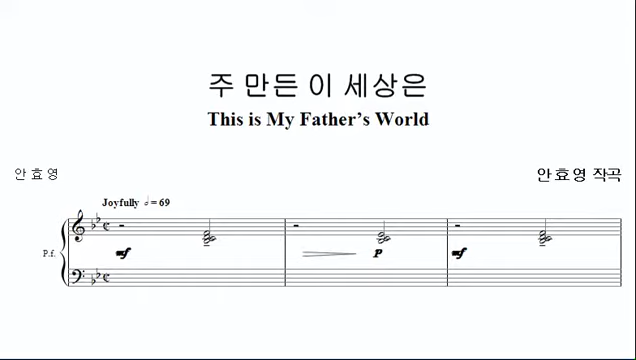 주 만든 이 세상은
This is My Father's World
안 효 영
안 효 영 작곡
Joyfully 𝅗𝅥 = 69
P.f.
mf
p
mf